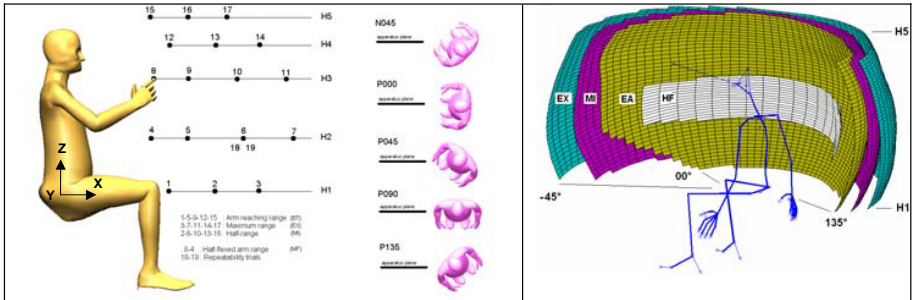 15 16 17 H5
12 13 14 H4
8 9 10 11 H3
4 5 6 7 H2
18 19
1 2 3 H1
Z
Y X
1-5-9-12-15 : Arm reaching range
3-7-11-14-17 : Maximum range (EX)
2-6-10-13-16 : Half-range (MI)
8-4 : Half-flexed arm range
18-19 : Repeatability trials
N045
apparatus plane
P000
apparatus plane
P045
apparatus plane
P090
apparatus plane
P135
apparatus plane
H5
EX MI EA HF
00°
-45°
135°
H1